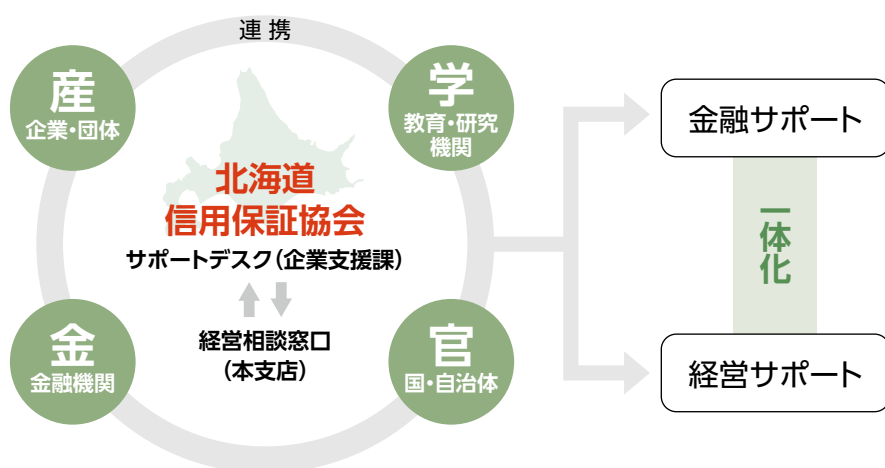 連携
産
企業・団体
学
教育・研究
機関
北海道
信用保証協会
サポートデスク（企業支援課）
経営相談窓口
（本支店）
金
金融機関
官
国・自治体
金融サポート
一体化
経営サポート